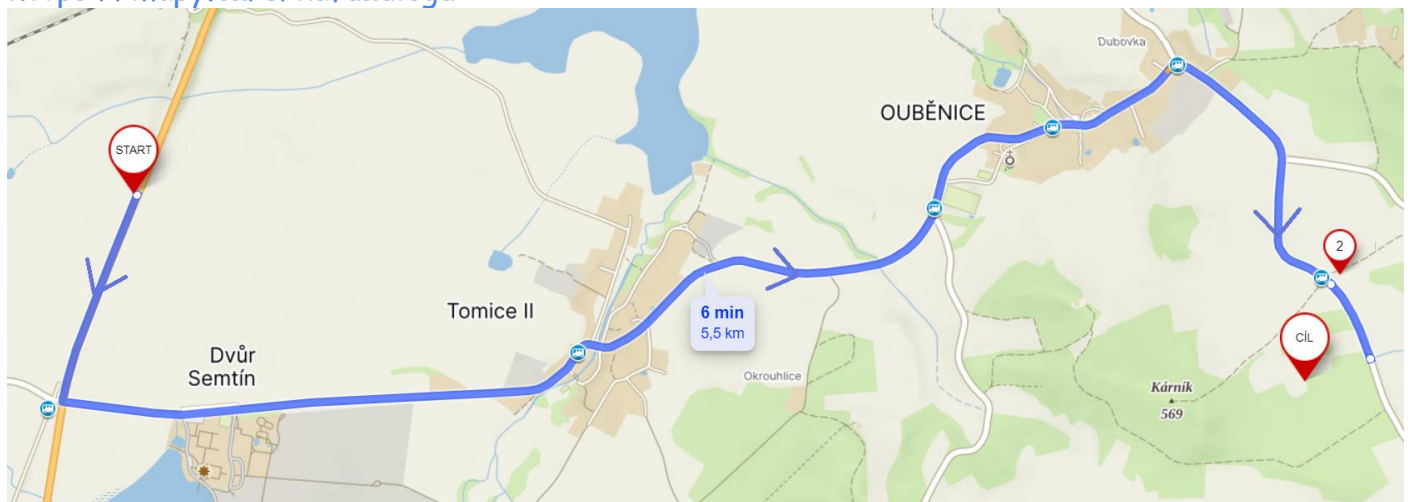 Dubovka
OUBĚNICE
START
2
Tomice II
6 min
5,5 km
CÍL
Dvůr
Semtín
Okrouhlice
Kárník
569